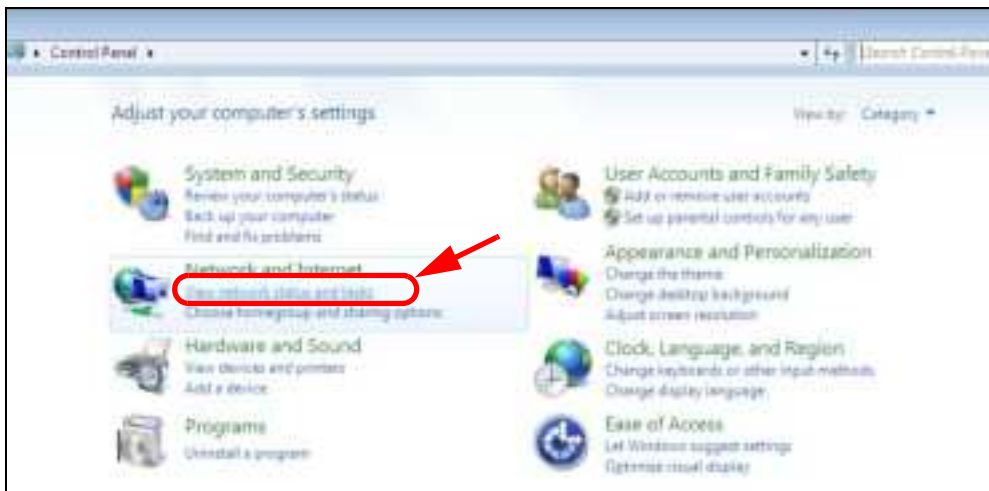 Control Panel
Search Control Pane
Adjust your computer's settings
View by: Category
System and Security
Review your computer's status
Back up your computer
Find and fix problems
Network and Internet
View network status and tasks
Choose homegroup and sharing options
Hardware and Sound
View devices and printers
Add a device
Programs
Uninstall a program
User Accounts and Family Safety
Add or remove user accounts
Set up parental controls for any user
Appearance and Personalization
Change the theme
Change desktop background
Adjust screen resolution
Clock, Language, and Region
Change keyboards or other input methods
Change display language
Ease of Access
Let Windows suggest settings
Optimize visual display